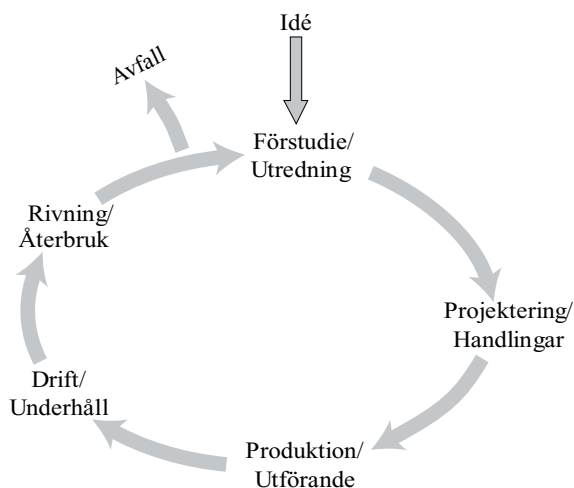 Idé
Avfall
Förstudie/
Utredning
Projektering/
Handlingar
Produktion/
Utförande
Drift/
Underhåll
Rivning/
Återbruk